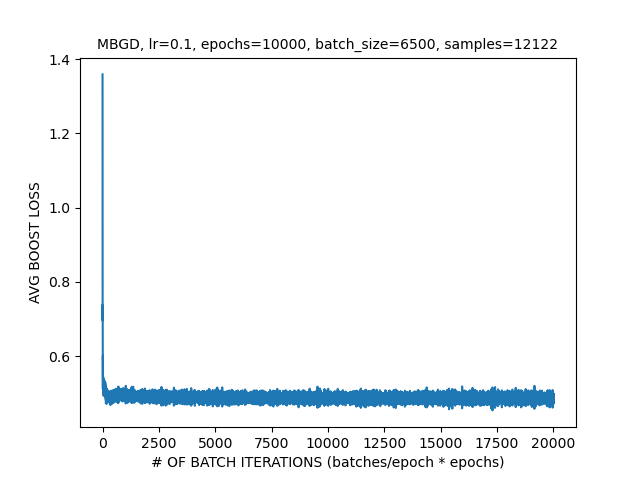 MBGD, lr=0.1, epochs=10000, batch_size=6500, samples=12122
1.4
1.2
1.0
0.8
0.6
AVG BOOST LOSS
0 2500 5000 7500 10000 12500 15000 17500 20000
# OF BATCH ITERATIONS (batches/epoch * epochs)